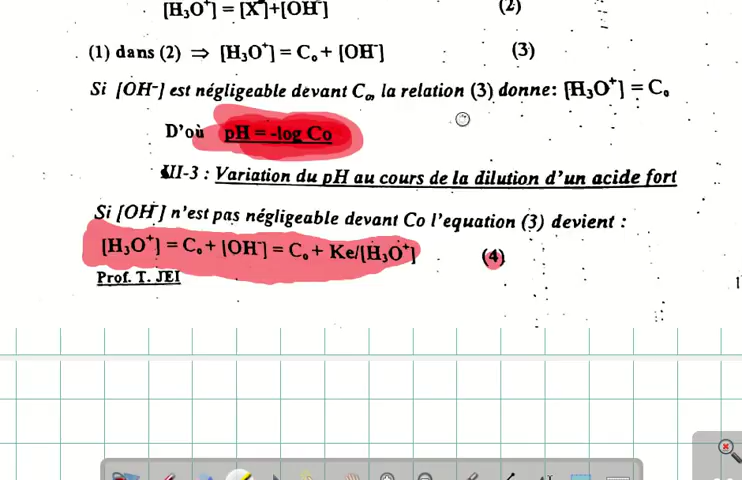 [H₃O⁺] = [X⁻]+[OH⁻] (2)
(1) dans (2) ⇒ [H₃O⁺] = C₀ + [OH⁻] (3)
Si [OH⁻] est négligeable devant C₀, la relation (3) donne: [H₃O⁺] = C₀
D'où pH = -log Co
III-3 : Variation du pH au cours de la dilution d'un acide fort
Si [OH⁻] n'est pas négligeable devant Co l'equation (3) devient :
[H₃O⁺] = C₀ + [OH⁻] = C₀ + Ke/[H₃O⁺] (4)
Prof. T. JEI